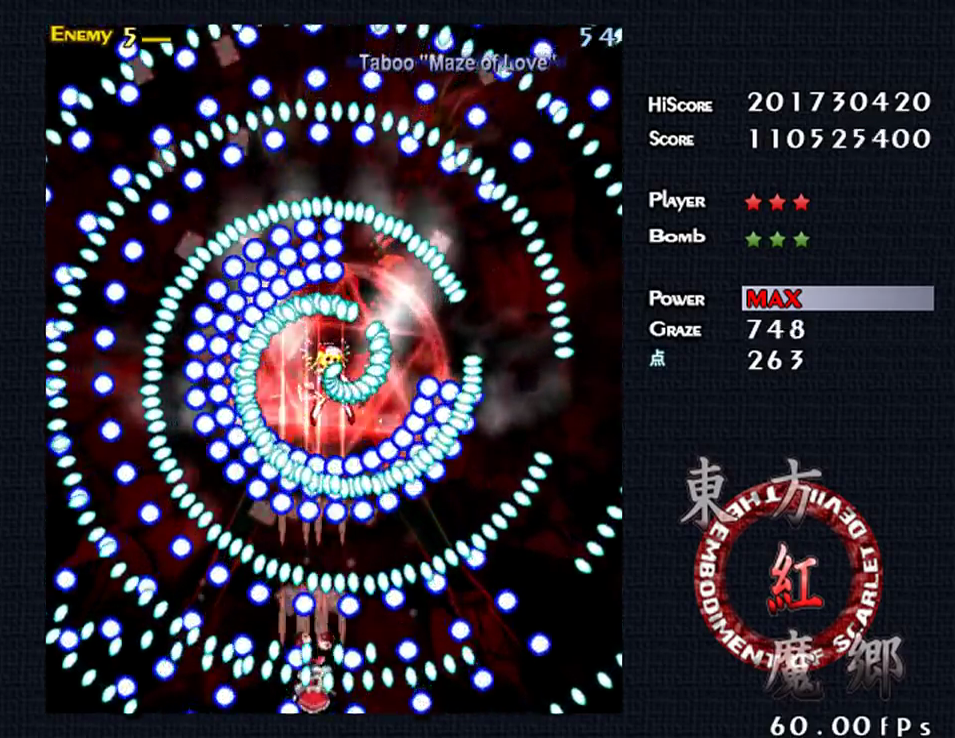 Enemy 5 54
Taboo "Maze of Love"
HiScore 201730420
Score 110525400
Player
Bomb
Power MAX
Graze 748
点 263
東方
紅
魔郷
THE EMBODIMENT OF SCARLET DEVIL
60.00fps